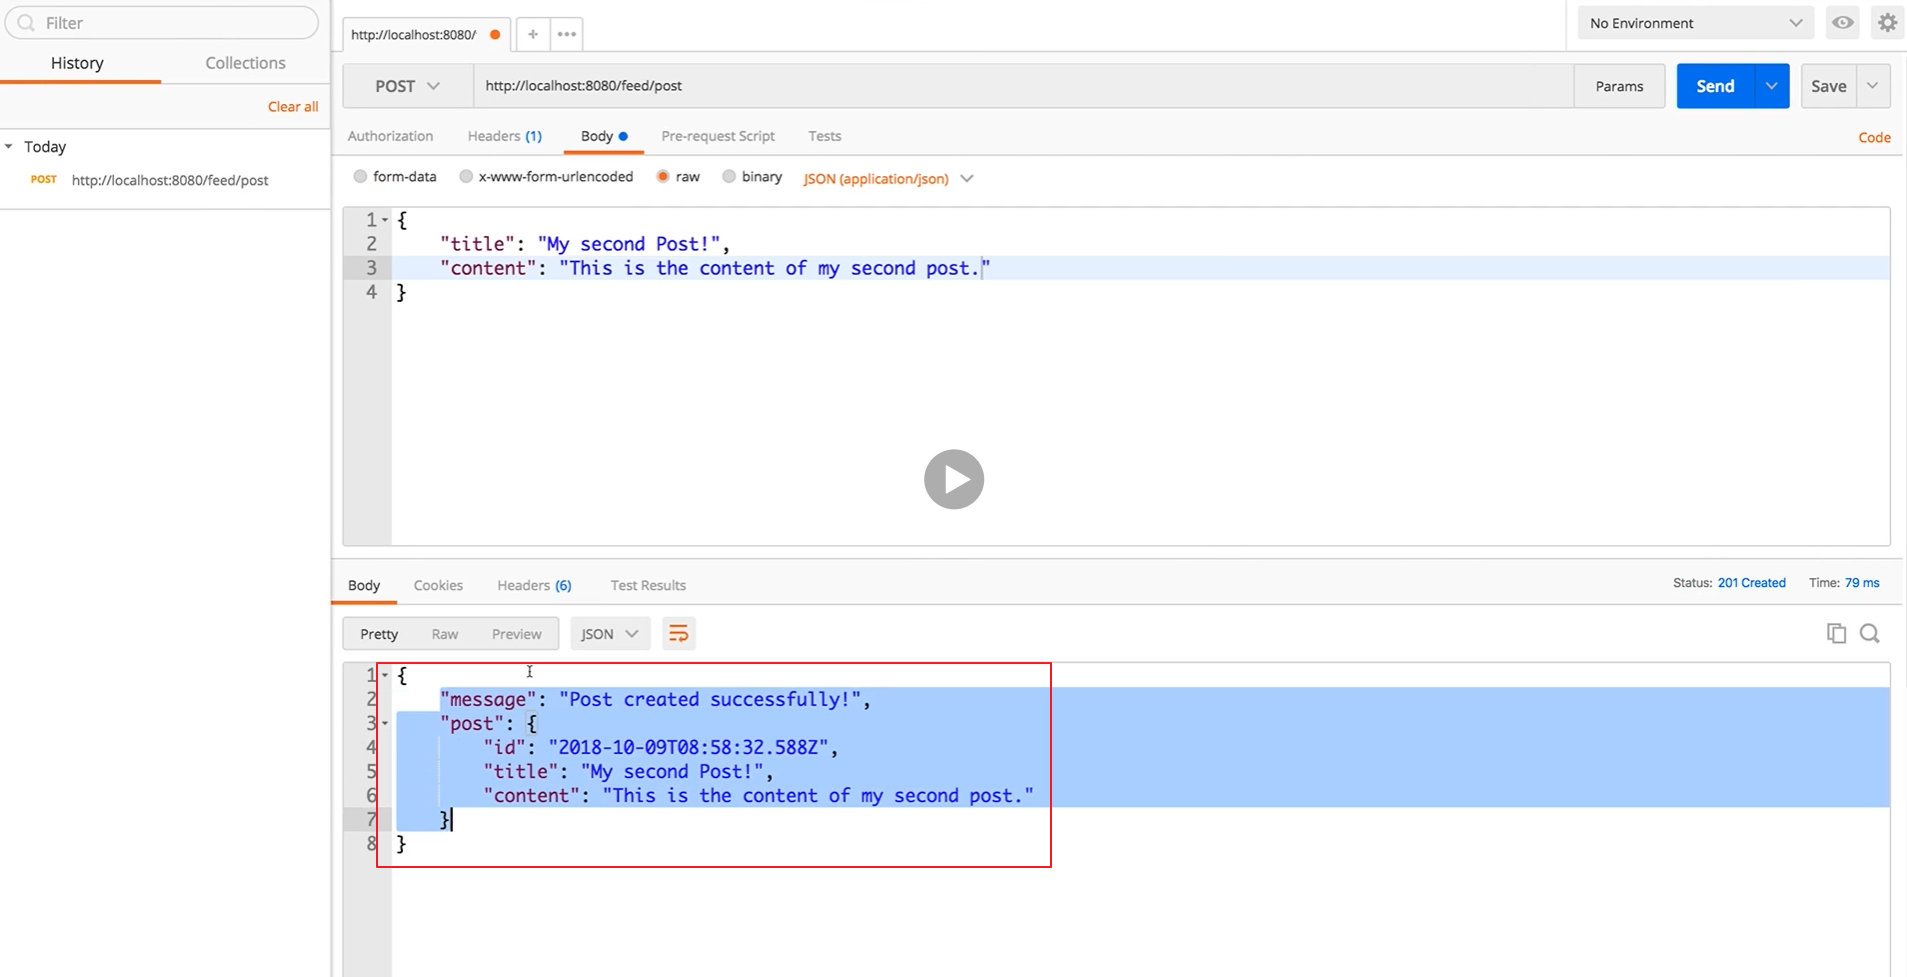 Filter
History Collections
Clear all
Today
POST http://localhost:8080/feed/post
http://localhost:8080/ + •••
No Environment
POST http://localhost:8080/feed/post Params Send Save
Authorization Headers (1) Body Pre-request Script Tests Code
form-data x-www-form-urlencoded raw binary JSON (application/json)
1 {
2 "title": "My second Post!",
3 "content": "This is the content of my second post."
4 }
Body Cookies Headers (6) Test Results Status: 201 Created Time: 79 ms
Pretty Raw Preview JSON
1 {
2 "message": "Post created successfully!",
3 "post": {
4 "id": "2018-10-09T08:58:32.588Z",
5 "title": "My second Post!",
6 "content": "This is the content of my second post."
7 }
8 }